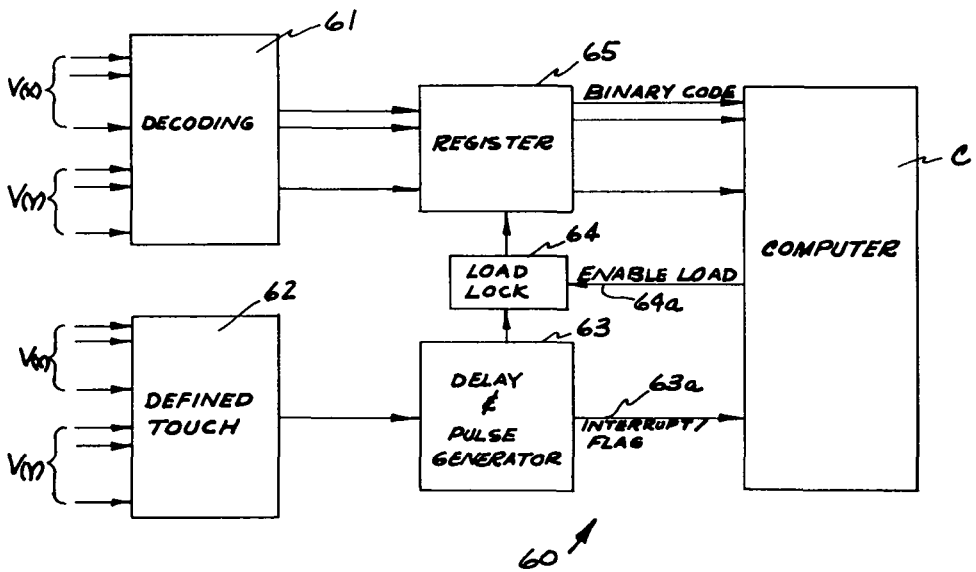 61
65
V(x)
DECODING
REGISTER
BINARY CODE
C
V(y)
COMPUTER
64
LOAD
LOCK
ENABLE LOAD
64a
62
63
V(x)
DEFINED
TOUCH
DELAY
&
PULSE
GENERATOR
63a
INTERRUPT/
FLAG
V(y)
60